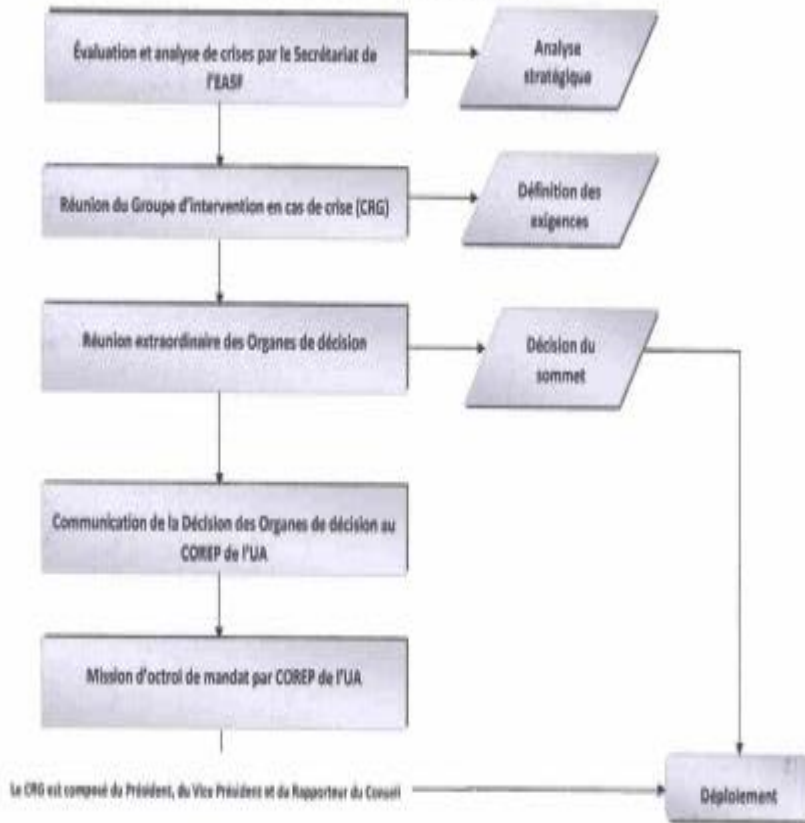 Évaluation et analyse de crises par le Secrétariat de
l'EASF
Analyse
stratégique
Réunion du Groupe d'intervention en cas de crise (CRG)
Définition des
exigences
Réunion extraordinaire des Organes de décision
Décision du
sommet
Communication de la Décision des Organes de décision au
COREP de l'UA
Mission d'octroi de mandat par COREP de l'UA
Le CRG est composé du Président, du Vice Président et du Rapporteur du Conseil
Déploiement